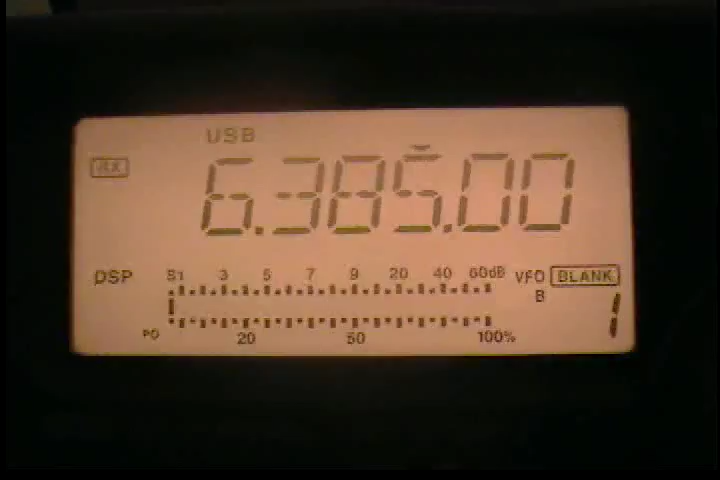 USB
RX
6.385.00
DSP S1 3 5 7 9 20 40 60dB VFO BLANK
B
1
PO 20 50 100%